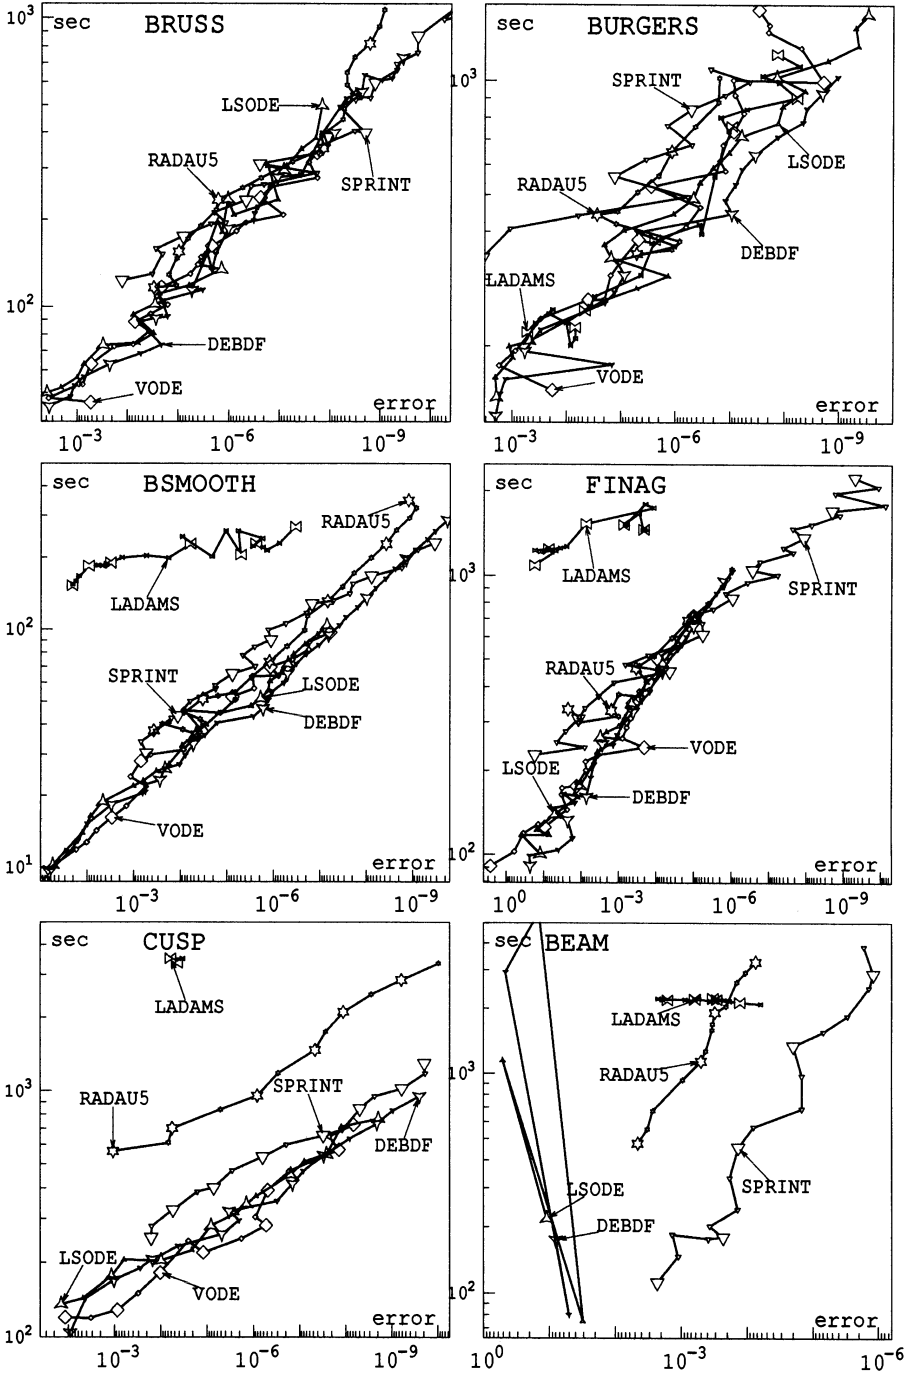 10^3
sec
BRUSS
LSODE
RADAU5
SPRINT
10^2
DEBDF
VODE
error
10^-3
10^-6
10^-9
sec
BURGERS
10^3
SPRINT
LSODE
RADAU5
DEBDF
LADAMS
VODE
error
10^-3
10^-6
10^-9
sec
BSMOOTH
RADAU5
LADAMS
10^2
SPRINT
LSODE
DEBDF
VODE
10^1
error
10^-3
10^-6
10^-9
sec
FINAG
LADAMS
10^3
SPRINT
RADAU5
VODE
LSODE
DEBDF
10^2
error
10^0
10^-3
10^-6
10^-9
sec
CUSP
LADAMS
10^3
RADAU5
SPRINT
DEBDF
LSODE
VODE
10^2
error
10^-3
10^-6
10^-9
sec
BEAM
LADAMS
10^3
RADAU5
SPRINT
LSODE
DEBDF
10^2
error
10^0
10^-3
10^-6